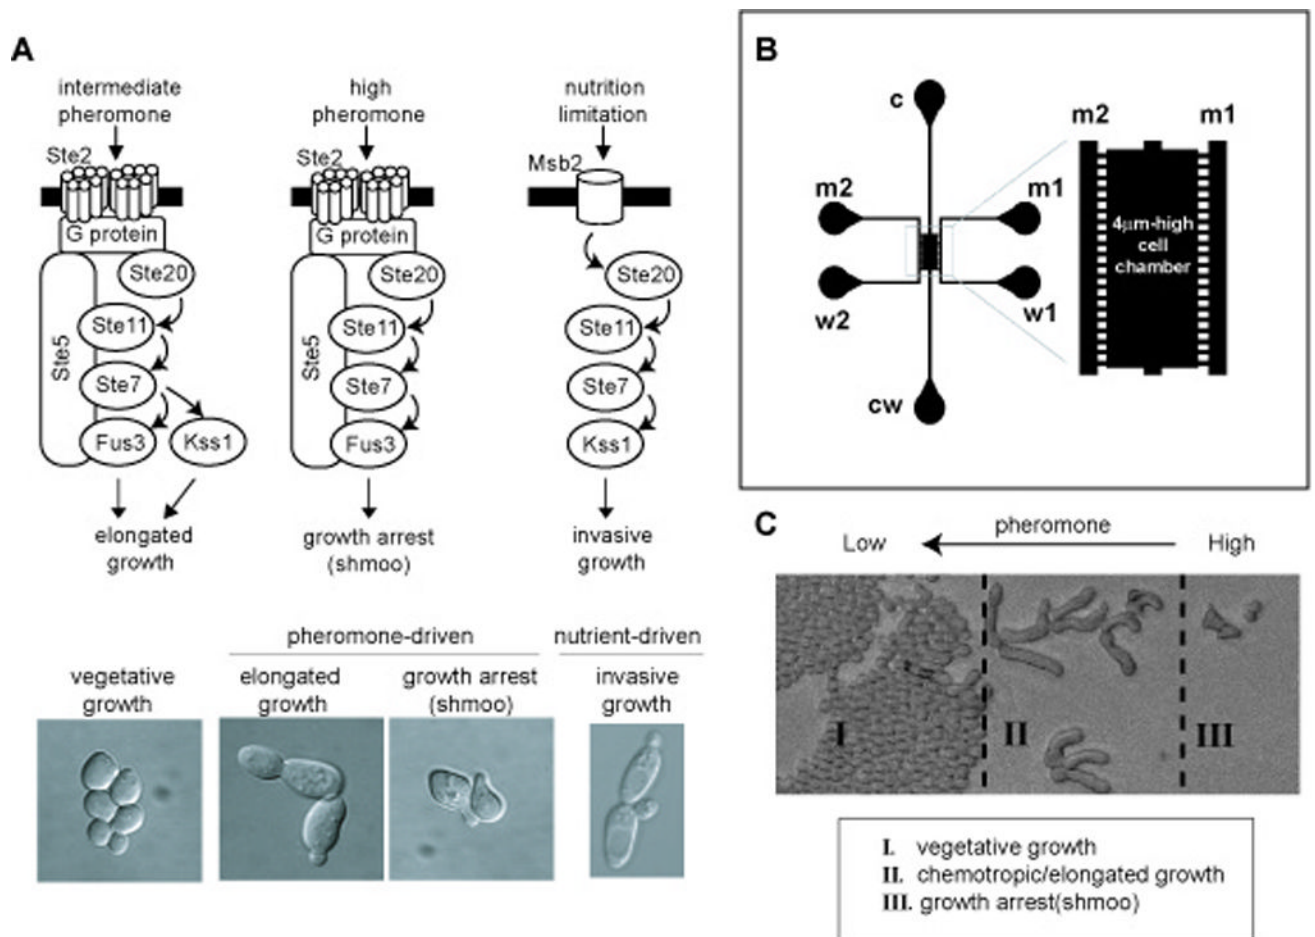 A
intermediate
pheromone
Ste2
G protein
Ste20
Ste11
Ste5
Ste7
Fus3
Kss1
elongated
growth
high
pheromone
Ste2
G protein
Ste20
Ste11
Ste5
Ste7
Fus3
growth arrest
(shmoo)
nutrition
limitation
Msb2
Ste20
Ste11
Ste7
Kss1
invasive
growth
pheromone-driven
nutrient-driven
vegetative
growth
elongated
growth
growth arrest
(shmoo)
invasive
growth
B
c
m2
m1
w2
w1
cw
m2
m1
4µm-high
cell
chamber
C
pheromone
Low
High
I
II
III
I. vegetative growth
II. chemotropic/elongated growth
III. growth arrest(shmoo)